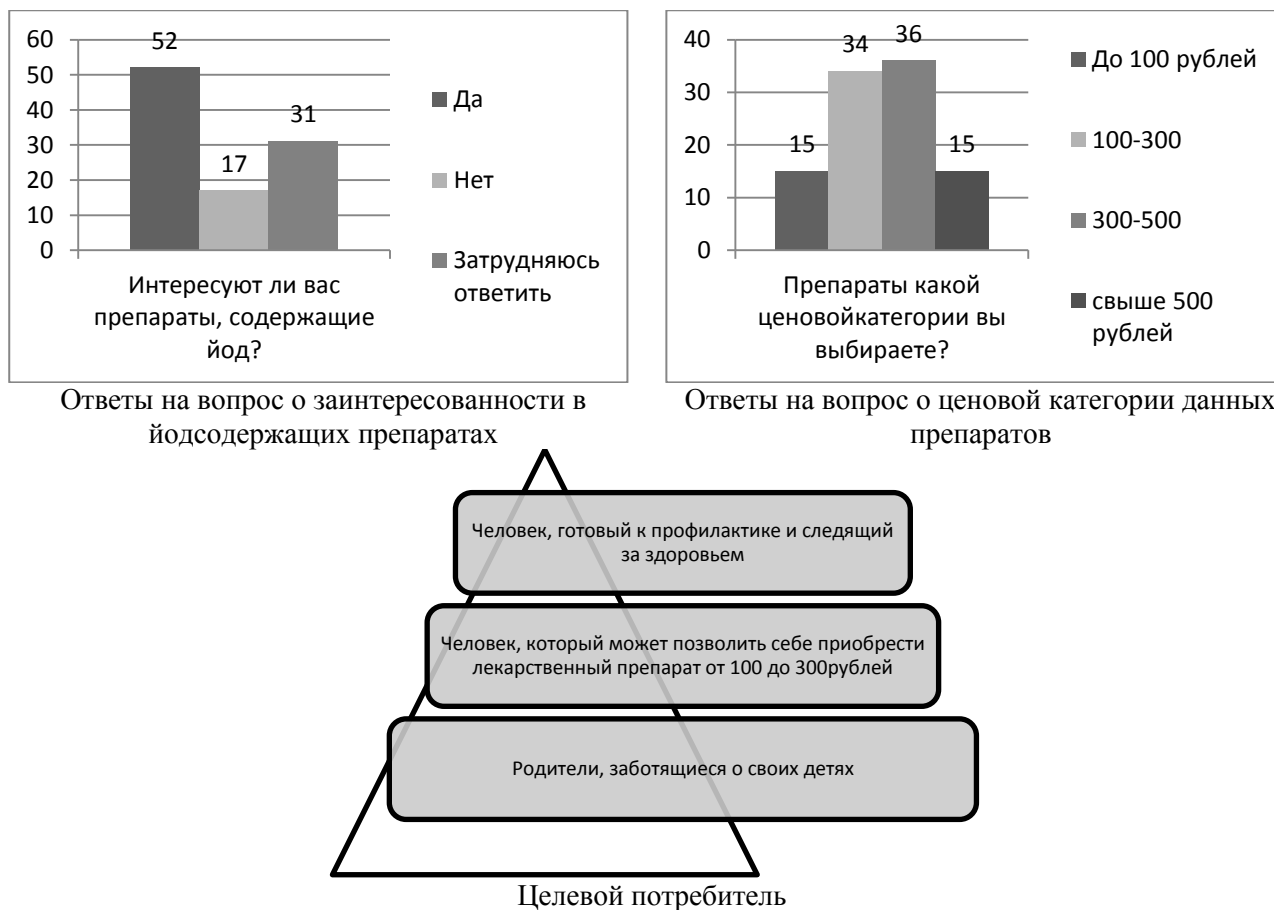 60
50
40
30
20
10
0
52
17
31
Интересуют ли вас
препараты, содержащие
йод?
Да
Нет
Затрудняюсь
ответить
40
30
20
10
0
15
34
36
15
Препараты какой
ценовойкатегории вы
выбираете?
До 100 рублей
100-300
300-500
свыше 500
рублей
Ответы на вопрос о заинтересованности в
йодсодержащих препаратах
Ответы на вопрос о ценовой категории данных
препаратов
Человек, готовый к профилактике и следящий
за здоровьем
Человек, который может позволить себе приобрести
лекарственный препарат от 100 до 300рублей
Родители, заботящиеся о своих детях
Целевой потребитель